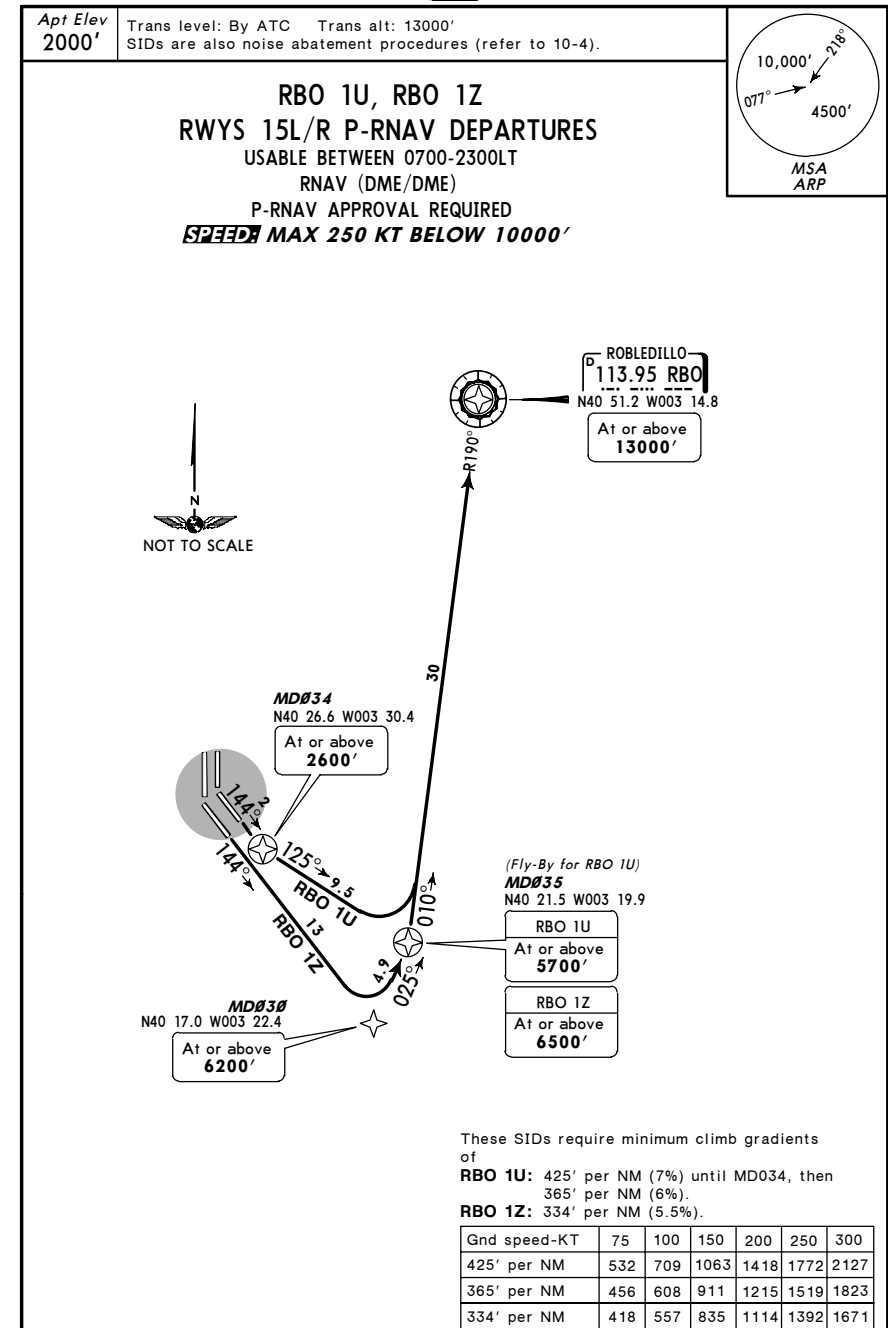 Apt Elev
2000'
Trans level: By ATC Trans alt: 13000'
SIDs are also noise abatement procedures (refer to 10-4).
10,000'
218°
077°
4500'
MSA
ARP
RBO 1U, RBO 1Z
RWYS 15L/R P-RNAV DEPARTURES
USABLE BETWEEN 0700-2300LT
RNAV (DME/DME)
P-RNAV APPROVAL REQUIRED
SPEED: MAX 250 KT BELOW 10000'
ROBLEDILLO
D 113.95 RBO
N40 51.2 W003 14.8
At or above
13000'
R190°
N
NOT TO SCALE
30
MDØ34
N40 26.6 W003 30.4
At or above
2600'
144° 2
144°
125° 9.5
RBO 1U
13
RBO 1Z
010°
4.9
025°
(Fly-By for RBO 1U)
MDØ35
N40 21.5 W003 19.9
RBO 1U
At or above
5700'
RBO 1Z
At or above
6500'
MDØ3Ø
N40 17.0 W003 22.4
At or above
6200'
These SIDs require minimum climb gradients
of
RBO 1U: 425' per NM (7%) until MD034, then
365' per NM (6%).
RBO 1Z: 334' per NM (5.5%).
Gnd speed-KT 75 100 150 200 250 300
425' per NM 532 709 1063 1418 1772 2127
365' per NM 456 608 911 1215 1519 1823
334' per NM 418 557 835 1114 1392 1671